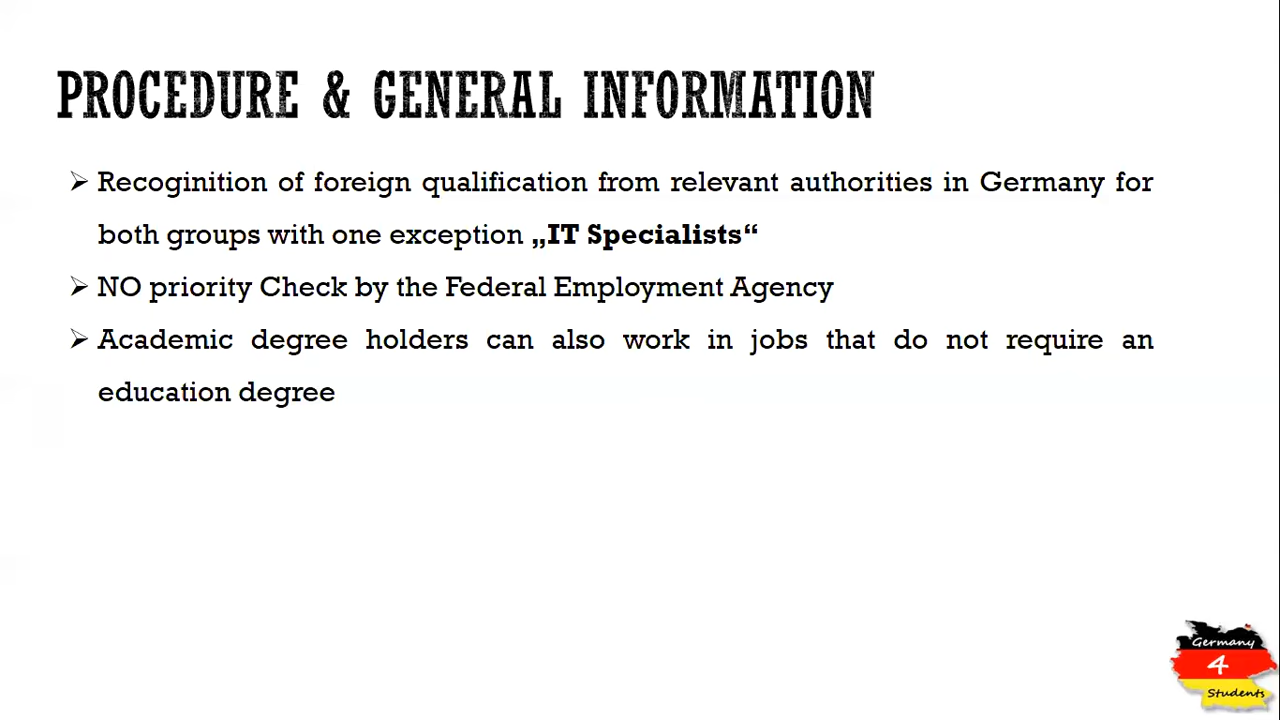 PROCEDURE & GENERAL INFORMATION
Recoginition of foreign qualification from relevant authorities in Germany for
both groups with one exception „IT Specialists“
NO priority Check by the Federal Employment Agency
Academic degree holders can also work in jobs that do not require an
education degree
Germany
4
Students